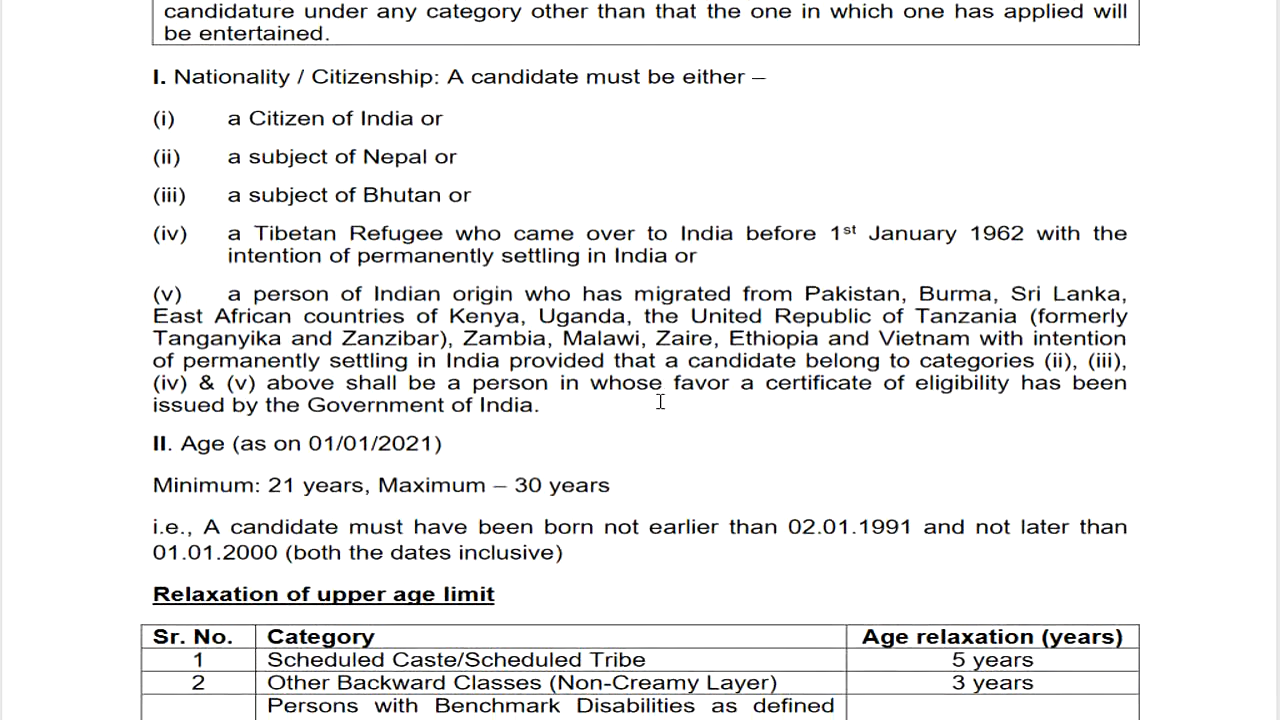 candidature under any category other than that the one in which one has applied will
be entertained.
I. Nationality / Citizenship: A candidate must be either –
(i) a Citizen of India or
(ii) a subject of Nepal or
(iii) a subject of Bhutan or
(iv) a Tibetan Refugee who came over to India before 1st January 1962 with the
intention of permanently settling in India or
(v) a person of Indian origin who has migrated from Pakistan, Burma, Sri Lanka,
East African countries of Kenya, Uganda, the United Republic of Tanzania (formerly
Tanganyika and Zanzibar), Zambia, Malawi, Zaire, Ethiopia and Vietnam with intention
of permanently settling in India provided that a candidate belong to categories (ii), (iii),
(iv) & (v) above shall be a person in whose favor a certificate of eligibility has been
issued by the Government of India.
II. Age (as on 01/01/2021)
Minimum: 21 years, Maximum – 30 years
i.e., A candidate must have been born not earlier than 02.01.1991 and not later than
01.01.2000 (both the dates inclusive)
Relaxation of upper age limit
Sr. No. Category Age relaxation (years)
1 Scheduled Caste/Scheduled Tribe 5 years
2 Other Backward Classes (Non-Creamy Layer) 3 years
Persons with Benchmark Disabilities as defined